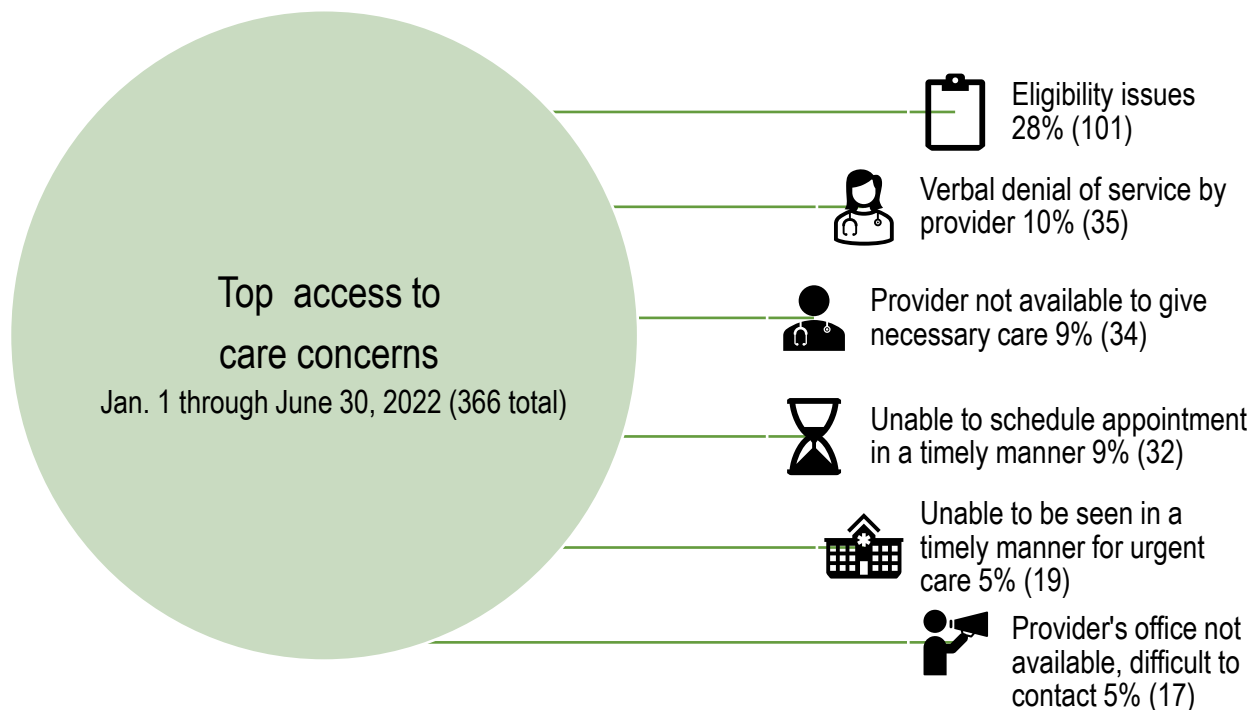 Top access to
care concerns
Jan. 1 through June 30, 2022 (366 total)
Eligibility issues
28% (101)
Verbal denial of service by
provider 10% (35)
Provider not available to give
necessary care 9% (34)
Unable to schedule appointment
in a timely manner 9% (32)
Unable to be seen in a
timely manner for urgent
care 5% (19)
Provider's office not
available, difficult to
contact 5% (17)